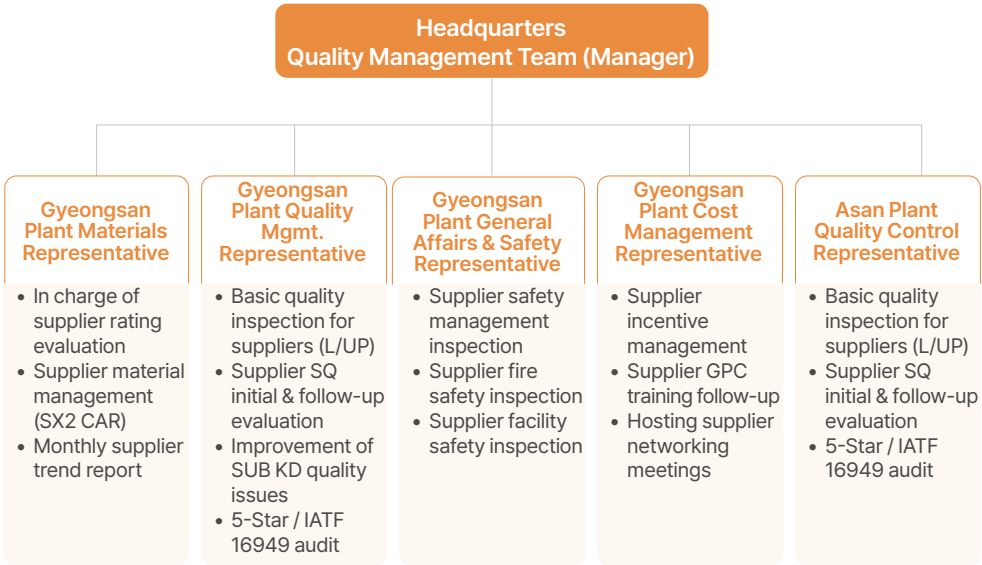 Headquarters
Quality Management Team (Manager)
Gyeongsan
Plant Materials
Representative
• In charge of
supplier rating
evaluation
• Supplier material
management
(SX2 CAR)
• Monthly supplier
trend report
Gyeongsan
Plant Quality
Mgmt.
Representative
• Basic quality
inspection for
suppliers (L/UP)
• Supplier SQ
initial & follow-up
evaluation
• Improvement of
SUB KD quality
issues
• 5-Star / IATF
16949 audit
Gyeongsan
Plant General
Affairs & Safety
Representative
• Supplier safety
management
inspection
• Supplier fire
safety inspection
• Supplier facility
safety inspection
Gyeongsan
Plant Cost
Management
Representative
• Supplier
incentive
management
• Supplier GPC
training follow-up
• Hosting supplier
networking
meetings
Asan Plant
Quality Control
Representative
• Basic quality
inspection for
suppliers (L/UP)
• Supplier SQ
initial & follow-up
evaluation
• 5-Star / IATF
16949 audit